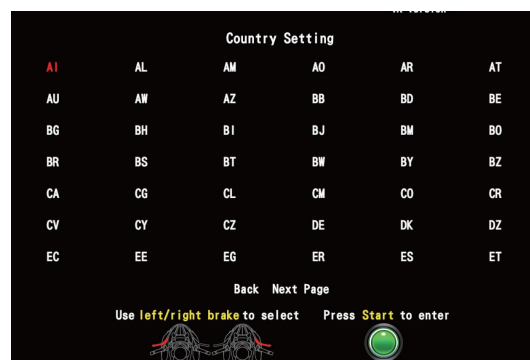 Country Setting
AI AL AM AO AR AT
AU AW AZ BB BD BE
BG BH BI BJ BM BO
BR BS BT BW BY BZ
CA CG CL CM CO CR
CV CY CZ DE DK DZ
EC EE EG ER ES ET
Back Next Page
Use left/right brake to select Press Start to enter